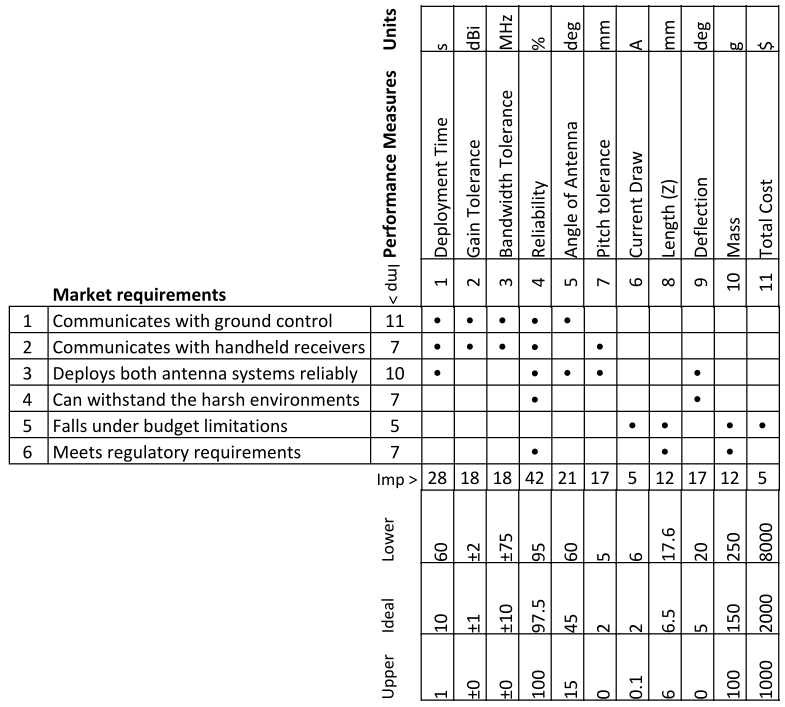 Units s dBi MHz % deg mm A mm deg g $
Performance Measures Deployment Time Gain Tolerance Bandwidth Tolerance Reliability Angle of Antenna Pitch tolerance Current Draw Length (Z) Deflection Mass Total Cost
Market requirements Imp > 1 2 3 4 5 7 6 8 9 10 11
1 Communicates with ground control 11 • • • • •
2 Communicates with handheld receivers 7 • • • • •
3 Deploys both antenna systems reliably 10 • • • • •
4 Can withstand the harsh environments 7 • •
5 Falls under budget limitations 5 • • • •
6 Meets regulatory requirements 7 • • •
Imp > 28 18 18 42 21 17 5 12 17 12 5
Lower 60 ±2 ±75 95 60 5 6 17.6 20 250 8000
Ideal 10 ±1 ±10 97.5 45 2 2 6.5 5 150 2000
Upper 1 ±0 ±0 100 15 0 0.1 6 0 100 1000